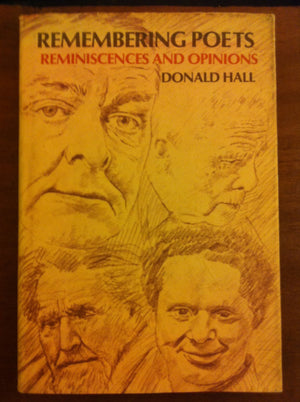 REMEMBERING POETS
REMINISCENCES AND OPINIONS
DONALD HALL